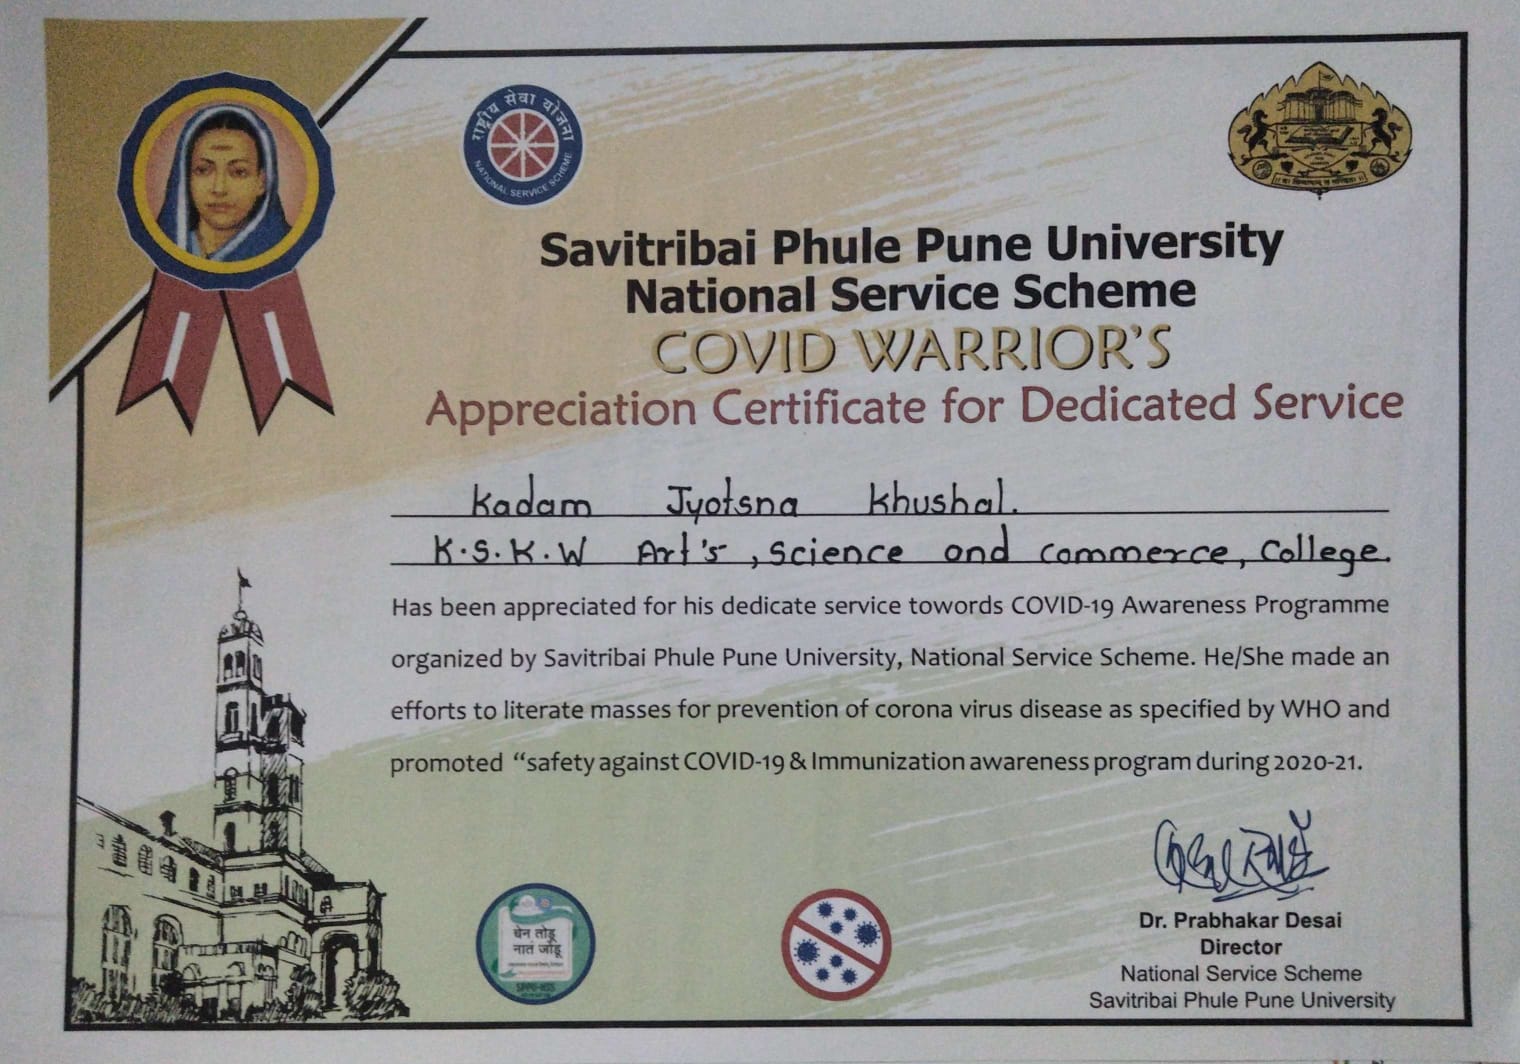 राष्ट्रीय सेवा योजना
NATIONAL SERVICE SCHEME
Savitribai Phule Pune University
National Service Scheme
COVID WARRIOR'S
Appreciation Certificate for Dedicated Service
Kadam Jyotsna Khushal.
K.S.K.W Art's, Science and Commerce, College.
Has been appreciated for his dedicate service towords COVID-19 Awareness Programme
organized by Savitribai Phule Pune University, National Service Scheme. He/She made an
efforts to literate masses for prevention of corona virus disease as specified by WHO and
promoted “safety against COVID-19 & Immunization awareness program during 2020-21.
चेन तोडू
नातं जोडू
SPPU-NSS
Dr. Prabhakar Desai
Director
National Service Scheme
Savitribai Phule Pune University